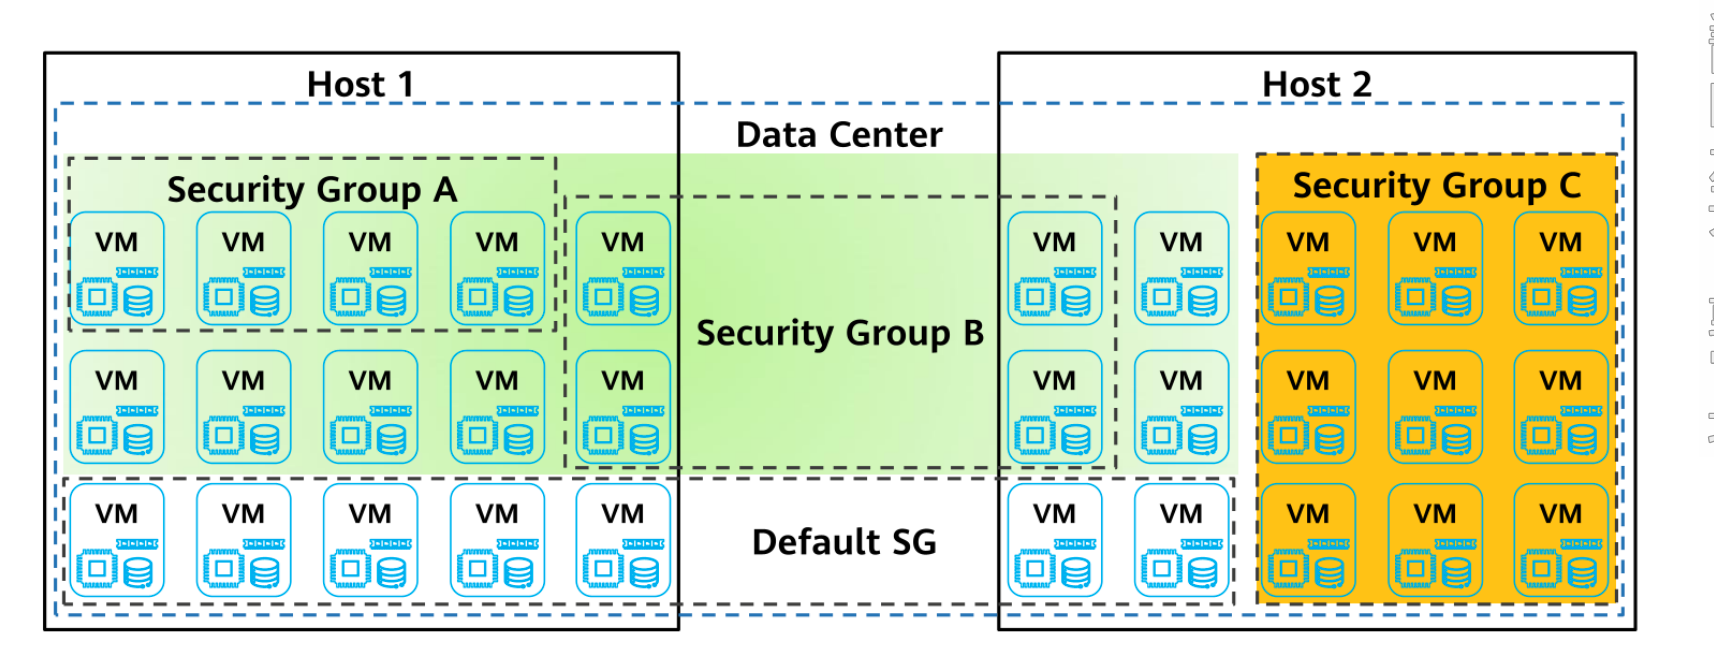 Host 1
Host 2
Data Center
Security Group A
Security Group C
VM VM VM VM VM VM VM VM VM VM
Security Group B
VM VM VM VM VM VM VM VM VM VM
VM VM VM VM VM VM VM VM VM VM
Default SG